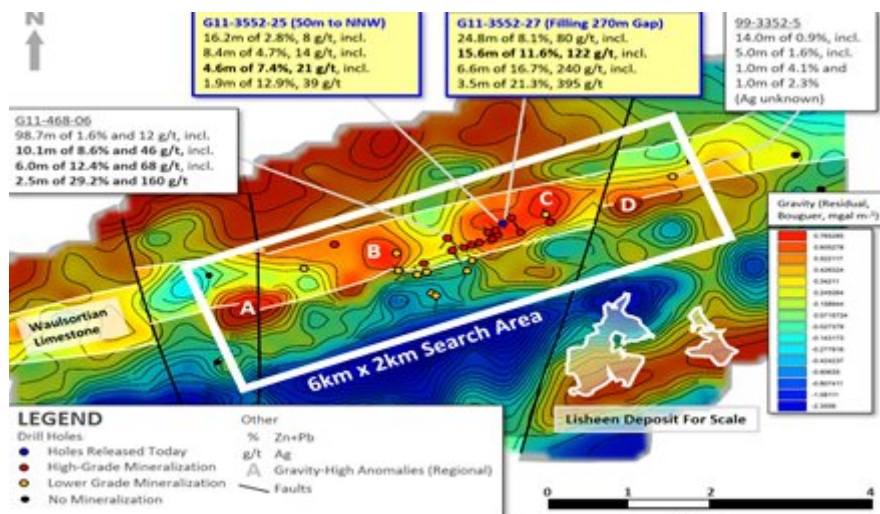 N
G11-3552-25 (50m to NNW)
16.2m of 2.8%, 8 g/t, incl.
8.4m of 4.7%, 14 g/t, incl.
4.6m of 7.4%, 21 g/t, incl.
1.9m of 12.9%, 39 g/t
G11-3552-27 (Filling 270m Gap)
24.8m of 8.1%, 80 g/t, incl.
15.6m of 11.6%, 122 g/t, incl.
6.6m of 16.7%, 240 g/t, incl.
3.5m of 21.3%, 395 g/t
99-3352-5
14.0m of 0.9%, incl.
5.0m of 1.6%, incl.
1.0m of 4.1% and
1.0m of 2.3%
(Ag unknown)
G11-468-06
98.7m of 1.6% and 12 g/t, incl.
10.1m of 8.6% and 46 g/t, incl.
6.0m of 12.4% and 68 g/t, incl.
2.5m of 29.2% and 160 g/t
A
B
C
D
Waulsortian
Limestone
6km x 2km Search Area
Gravity (Residual,
Bouguer, mgal m⁻²)
Lisheen Deposit For Scale
LEGEND
Drill Holes
Holes Released Today
High-Grade Mineralization
Lower Grade Mineralization
No Mineralization
Other
% Zn+Pb
g/t Ag
A Gravity-High Anomalies (Regional)
Faults
0 1 2 4